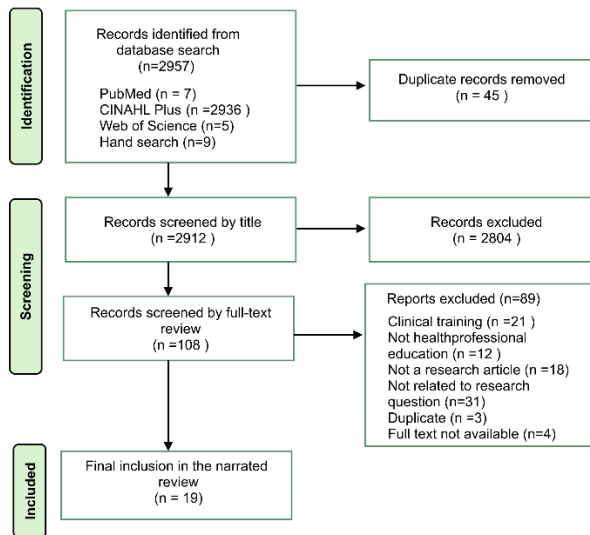 Identification
Records identified from
database search
(n=2957)
PubMed (n = 7)
CINAHL Plus (n =2936 )
Web of Science (n=5)
Hand search (n=9)
Duplicate records removed
(n = 45 )
Screening
Records screened by title
(n =2912 )
Records excluded
(n = 2804 )
Records screened by full-text
review
(n =108 )
Reports excluded (n=89)
Clinical training (n =21 )
Not healthprofessional
education (n =12 )
Not a research article (n =18)
Not related to research
question (n=31)
Duplicate (n =3)
Full text not available (n=4)
Included
Final inclusion in the narrated
review
(n = 19)